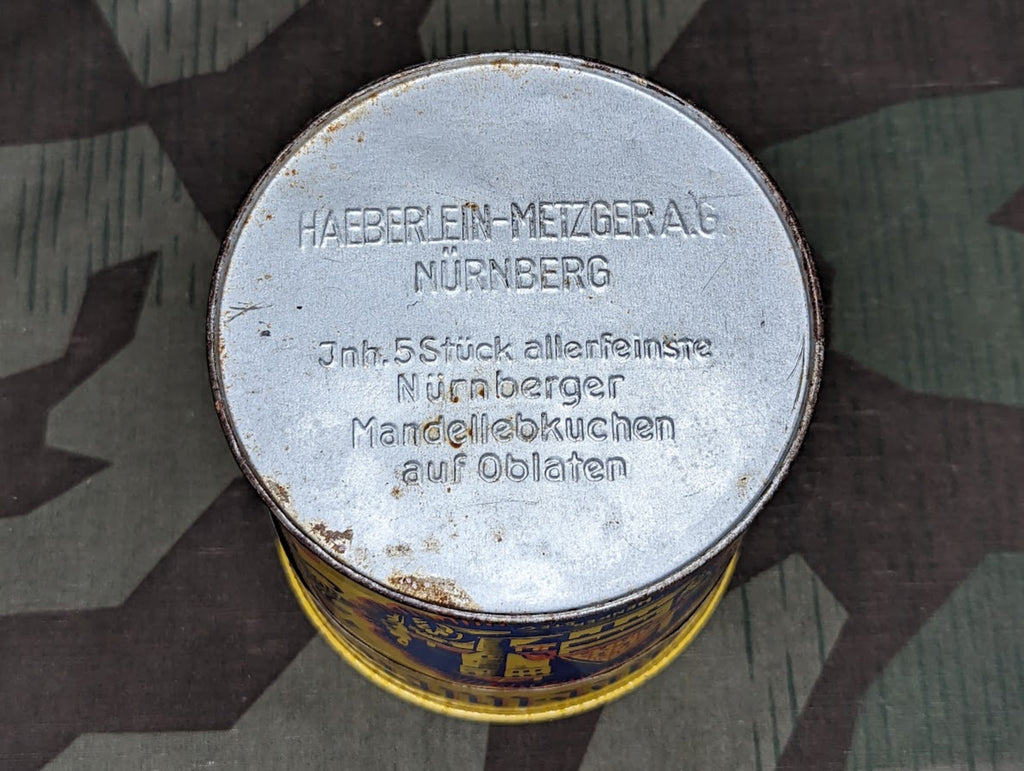 HAEBERLEIN-METZGER A.G.
NÜRNBERG
Jnh. 5 Stück allerfeinste
Nürnberger
Mandellebkuchen
auf Oblaten